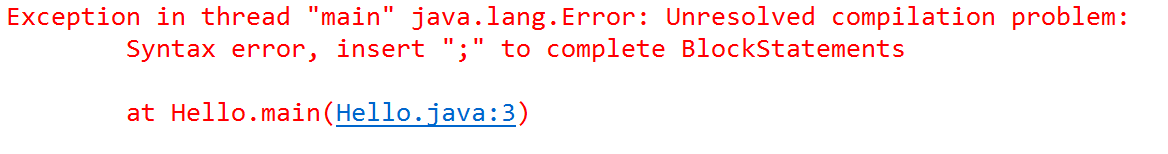 Exception in thread "main" java.lang.Error: Unresolved compilation problem:
Syntax error, insert ";" to complete BlockStatements
at Hello.main(Hello.java:3)